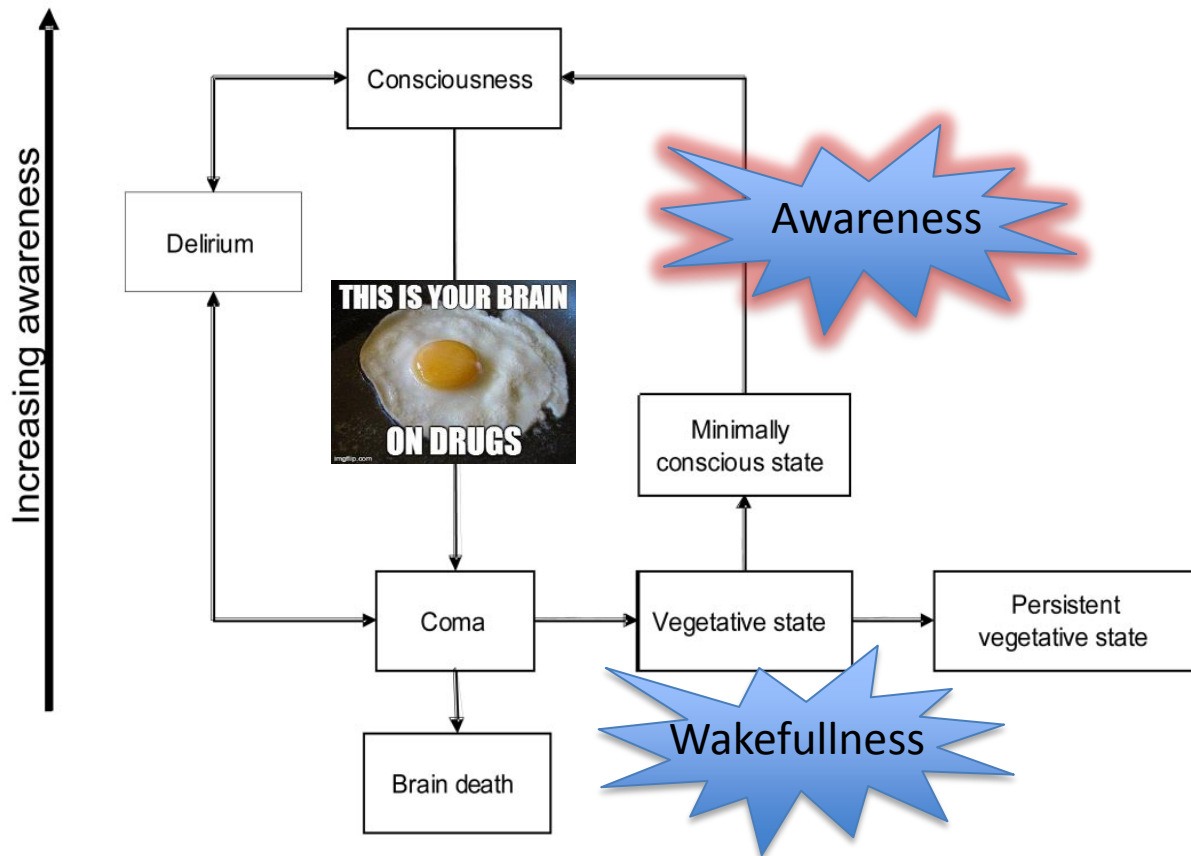 Increasing awareness
Consciousness
Awareness
Delirium
THIS IS YOUR BRAIN
ON DRUGS
imgflip.com
Minimally
conscious state
Coma
Vegetative state
Persistent
vegetative state
Wakefullness
Brain death